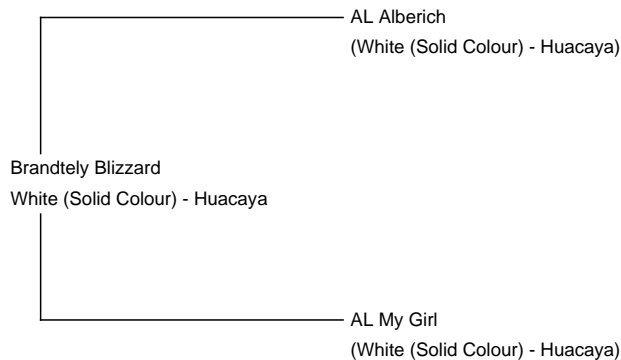 AL Alberich
(White (Solid Colour) - Huacaya)
Brandtely Blizzard
White (Solid Colour) - Huacaya
AL My Girl
(White (Solid Colour) - Huacaya)